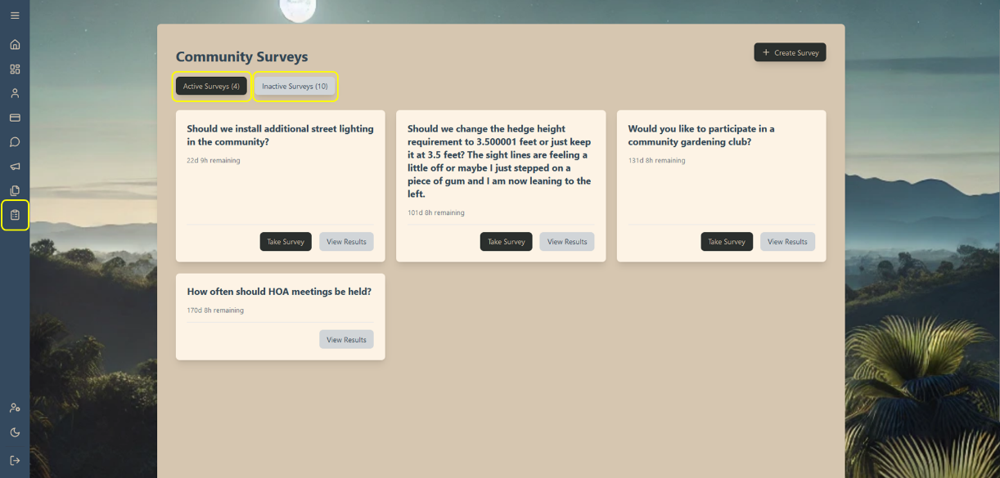 Community Surveys
+ Create Survey
Active Surveys (4)
Inactive Surveys (10)
Should we install additional street lighting
in the community?
22d 9h remaining
Take Survey
View Results
Should we change the hedge height
requirement to 3.500001 feet or just keep
it at 3.5 feet? The sight lines are feeling a
little off or maybe I just stepped on a
piece of gum and I am now leaning to the
left.
101d 8h remaining
Take Survey
View Results
Would you like to participate in a
community gardening club?
131d 8h remaining
Take Survey
View Results
How often should HOA meetings be held?
170d 8h remaining
View Results